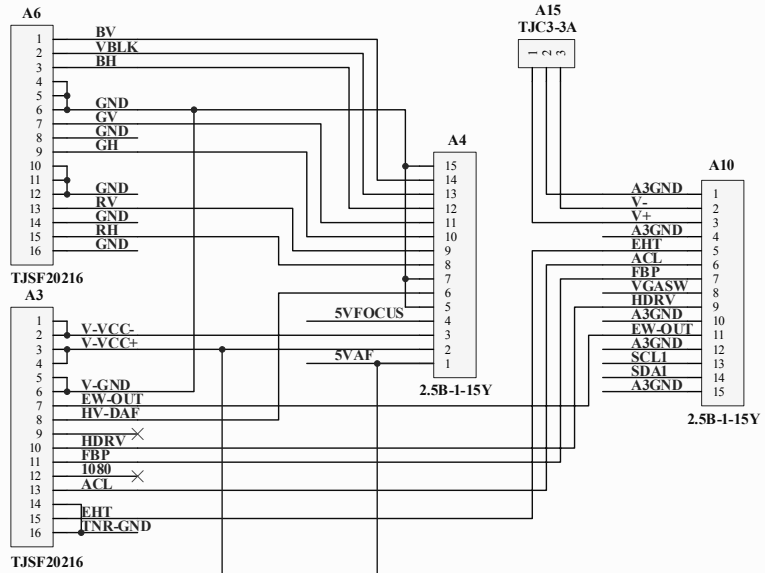 A6
1 BV
2 VBLK
3 BH
4
5
6 GND
7 GV
8 GND
9 GH
10
11
12 GND
13 RV
14 GND
15 RH
16 GND
TJSF20216
A3
1
2 V-VCC-
3 V-VCC+
4
5
6 V-GND
7 EW-OUT
8 HV-DAF
9
10 HDRV
11 FBP
12 1080
13 ACL
14
15 EHT
16 TNR-GND
TJSF20216
A4
15
14
13
12
11
10
9
8
7
6
5
5VFOCUS 4
3
2
5VAF 1
2.5B-1-15Y
A15
TJC3-3A
1 2 3
A10
A3GND 1
V- 2
V+ 3
A3GND 4
EHT 5
ACL 6
FBP 7
VGASW 8
HDRV 9
A3GND 10
EW-OUT 11
A3GND 12
SCL1 13
SDA1 14
A3GND 15
2.5B-1-15Y